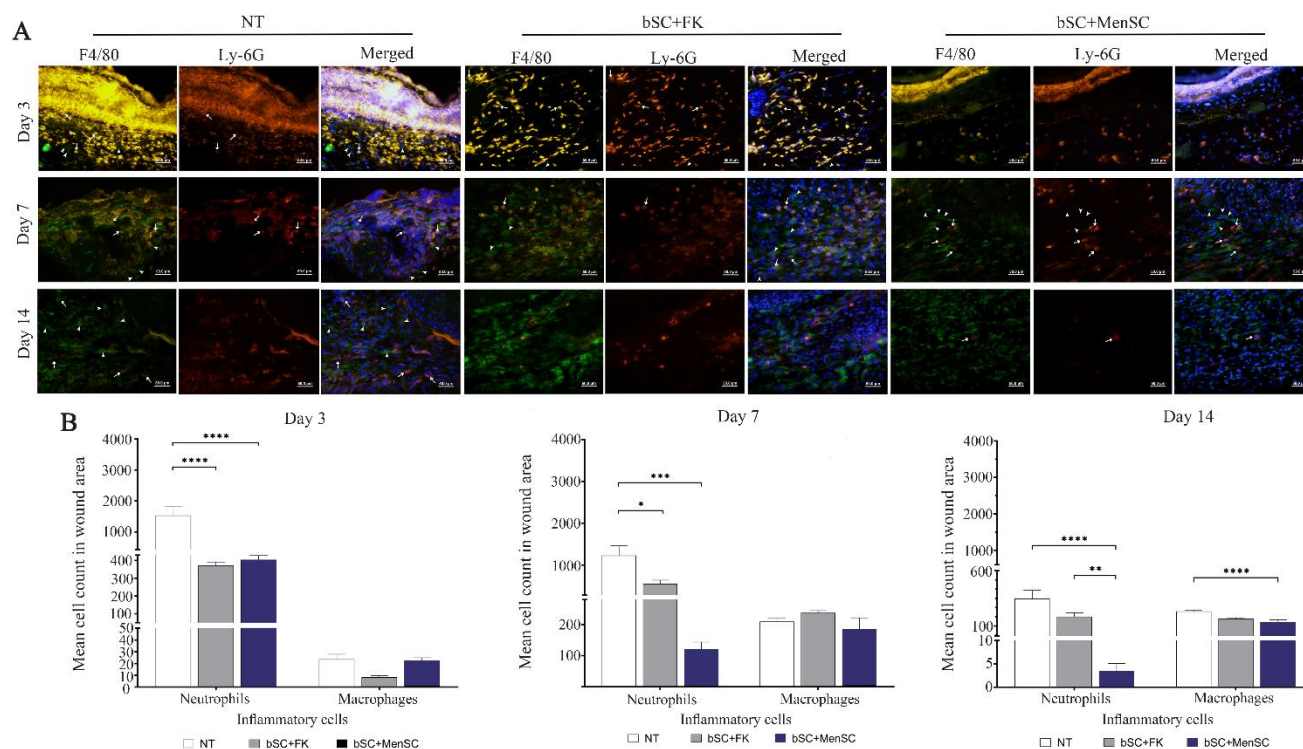 A
NT bSC+FK bSC+MenSC
F4/80 Ly-6G Merged F4/80 Ly-6G Merged F4/80 Ly-6G Merged
Day 3
Day 7
Day 14
B
Day 3
Mean cell count in wound area
4000
3000
2000
1000
400
300
200
100
50
40
30
20
10
0
****
****
Neutrophils Macrophages
Inflammatory cells
NT bSC+FK bSC+MenSC
Day 7
Mean cell count in wound area
4000
3000
2000
1000
200
100
***
*
Neutrophils Macrophages
Inflammatory cells
NT bSC+FK bSC+MenSC
Day 14
Mean cell count in wound area
4000
3000
2000
1000
600
100
10
5
0
****
**
****
Neutrophils Macrophages
Inflammatory cells
NT bSC+FK bSC+MenSC